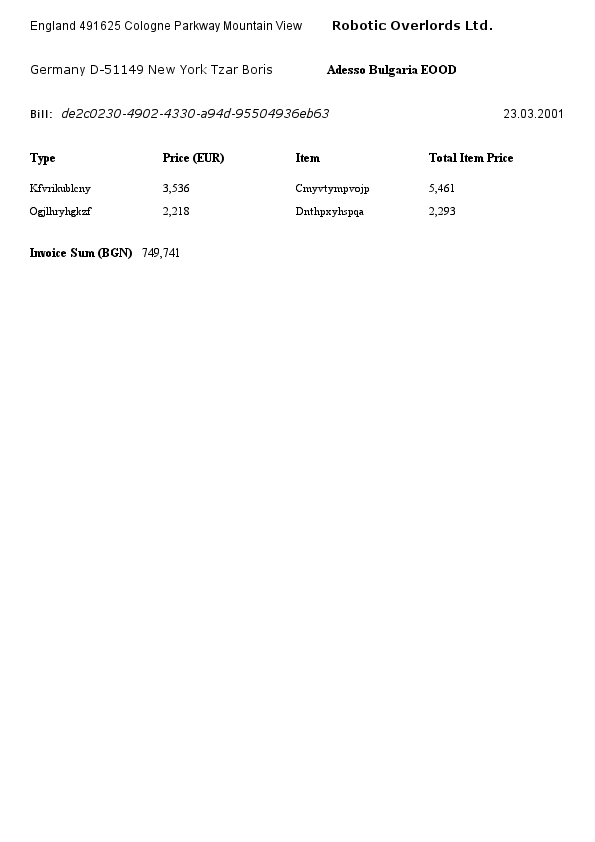 England 491625 Cologne Parkway Mountain View Robotic Overlords Ltd.
Germany D-51149 New York Tzar Boris Adesso Bulgaria EOOD
Bill: de2c0230-4902-4330-a94d-95504936eb63 23.03.2001
Type Price (EUR) Item Total Item Price
Kfvrikublcny 3,536 Cmyvtympvojp 5,461
Ogjlhryhgkzf 2,218 Dnthpxyhspqa 2,293
Invoice Sum (BGN) 749,741